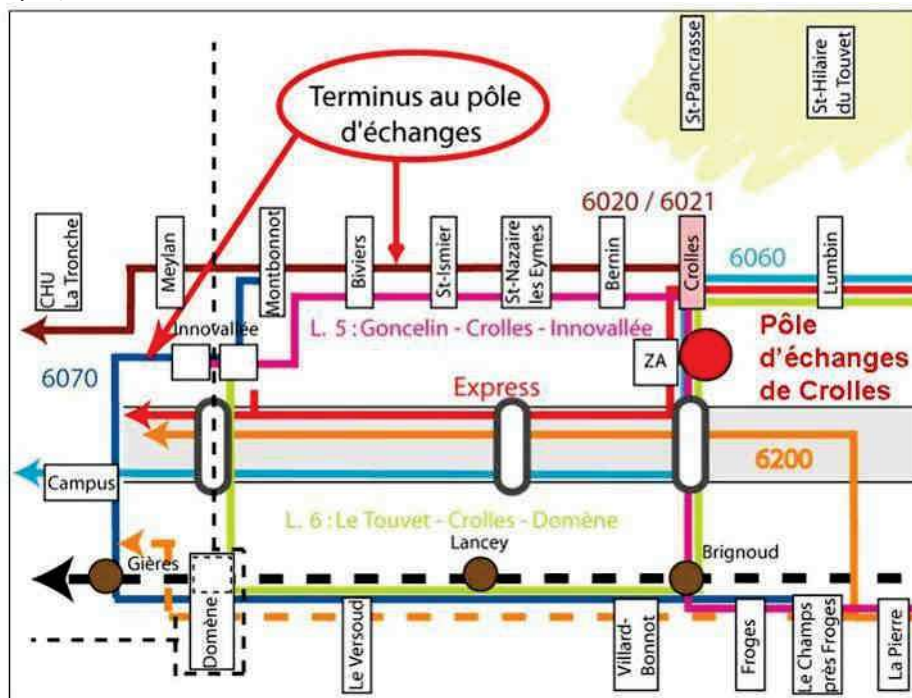 St-Pancrasse
St-Hilaire
du Touvet
Terminus au pôle
d'échanges
6020 / 6021
CHU
La Tronche
Meylan
Montbonnot
Biviers
St-Ismier
St-Nazaire
les Eymes
Bernin
Crolles
6060
Lumbin
Innovallée
L. 5 : Goncelin - Crolles - Innovallée
ZA
Pôle
d'échanges
de Crolles
6070
Express
6200
Campus
L. 6 : Le Touvet - Crolles - Domène
Gières
Lancey
Brignoud
Domène
Le Versoud
Villard-
Bonnot
Froges
Le Champs
près Froges
La Pierre